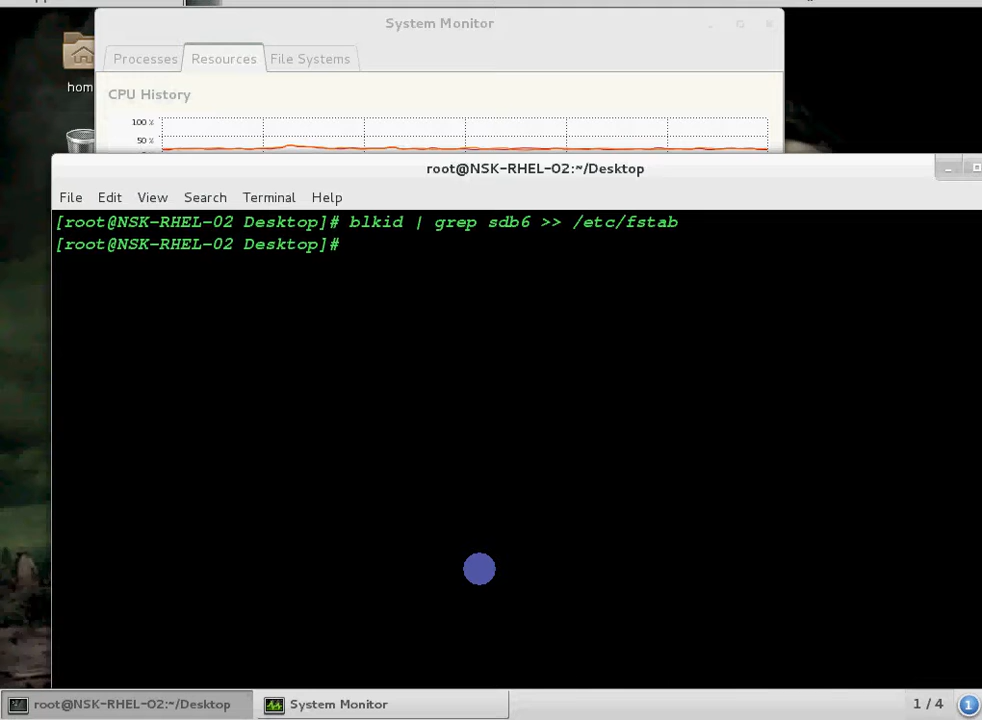 System Monitor
Processes Resources File Systems
hom
CPU History
100 %
50 %
root@NSK-RHEL-02:~/Desktop
File Edit View Search Terminal Help
[root@NSK-RHEL-02 Desktop]# blkid | grep sdb6 >> /etc/fstab
[root@NSK-RHEL-02 Desktop]#
root@NSK-RHEL-02:~/Desktop System Monitor 1 / 4 1